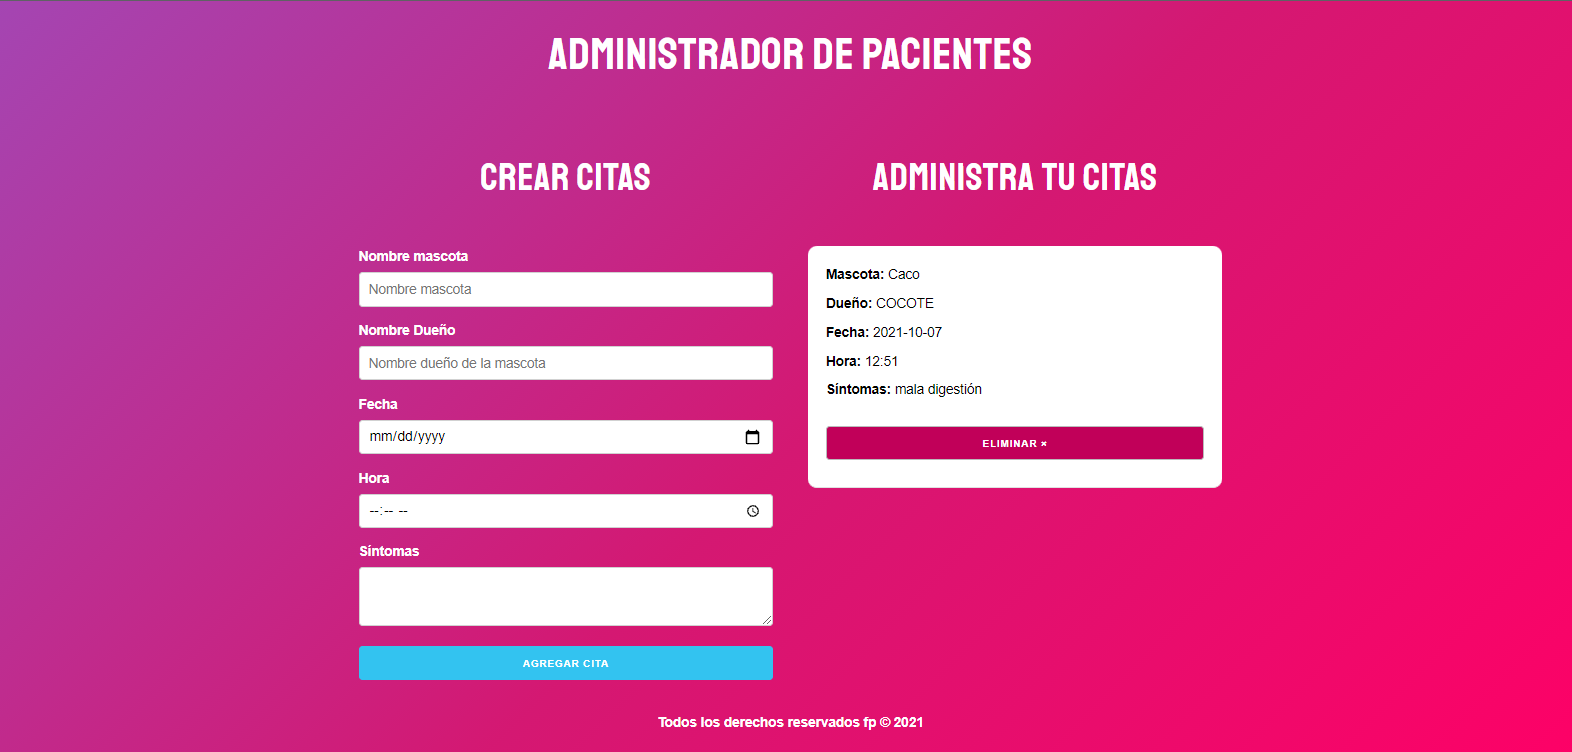 ADMINISTRADOR DE PACIENTES
CREAR CITAS
Nombre mascota
Nombre mascota
Nombre Dueño
Nombre dueño de la mascota
Fecha
mm/dd/yyyy
Hora
--:-- --
Síntomas
AGREGAR CITA
ADMINISTRA TU CITAS
Mascota: Caco
Dueño: COCOTE
Fecha: 2021-10-07
Hora: 12:51
Síntomas: mala digestión
ELIMINAR ×
Todos los derechos reservados fp © 2021